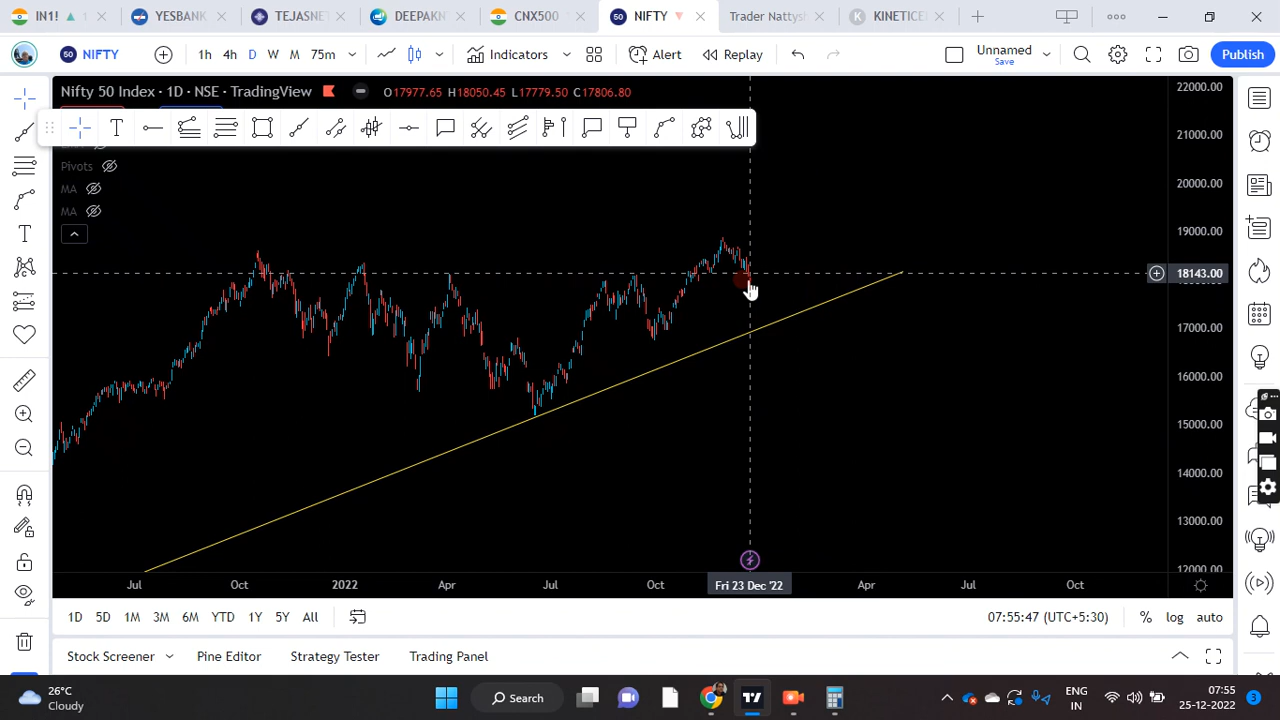 IN1! YESBANK TEJASNE DEEPAKN CNX500 NIFTY Trader Nattys KINETICE
NIFTY 1h 4h D W M 75m Indicators Alert Replay Unnamed Save Publish
Nifty 50 Index · 1D · NSE · TradingView O17977.65 H18050.45 L17779.50 C17806.80
Pivots
MA
MA
22000.00
21000.00
20000.00
19000.00
18143.00
17000.00
16000.00
15000.00
14000.00
13000.00
12000.00
Jul Oct 2022 Apr Jul Oct Fri 23 Dec '22 Apr Jul Oct
1D 5D 1M 3M 6M YTD 1Y 5Y All 07:55:47 (UTC+5:30) % log auto
Stock Screener Pine Editor Strategy Tester Trading Panel
26°C
Cloudy
Search
ENG
IN
07:55
25-12-2022
3